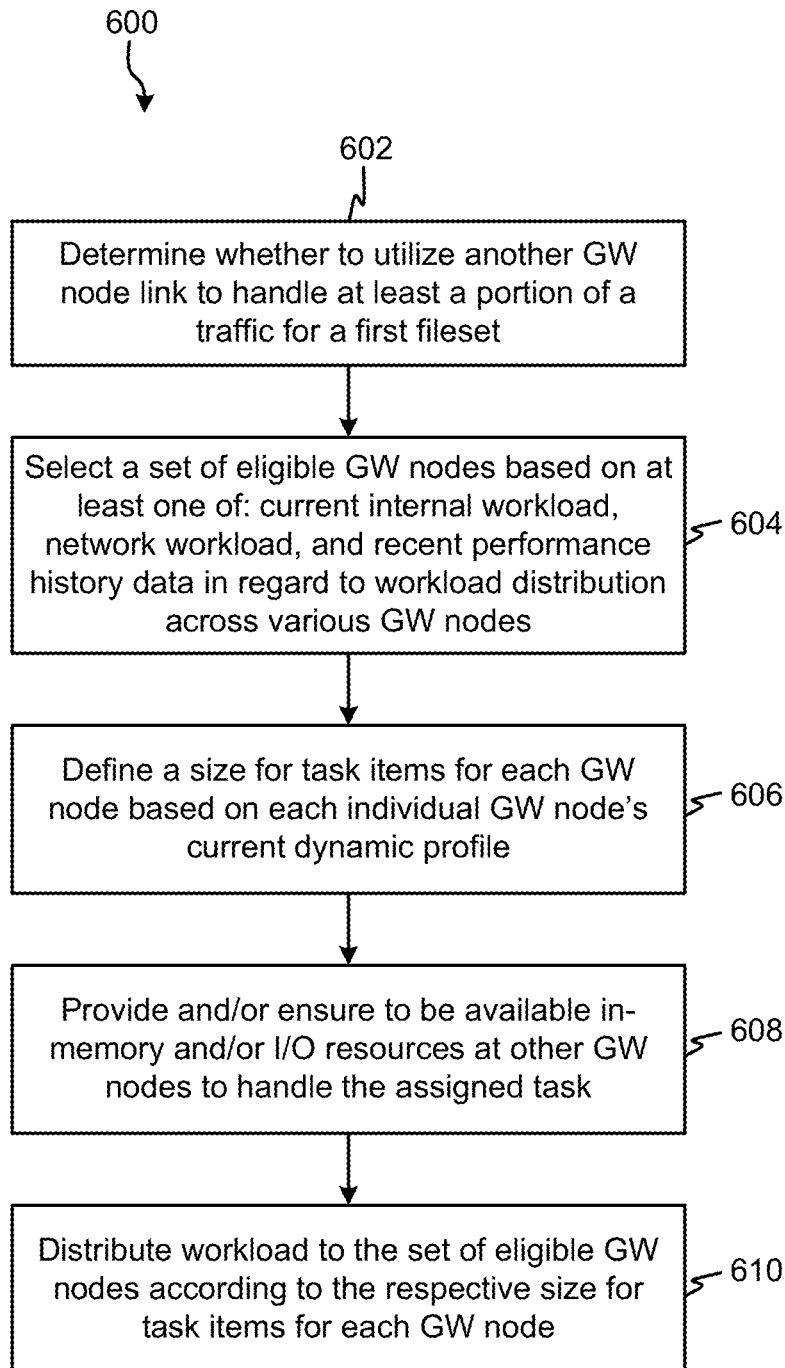 600
602
Determine whether to utilize another GW
node link to handle at least a portion of a
traffic for a first fileset
Select a set of eligible GW nodes based on at
least one of: current internal workload,
network workload, and recent performance
history data in regard to workload distribution
across various GW nodes
604
Define a size for task items for each GW
node based on each individual GW node's
current dynamic profile
606
Provide and/or ensure to be available in-
memory and/or I/O resources at other GW
nodes to handle the assigned task
608
Distribute workload to the set of eligible GW
nodes according to the respective size for
task items for each GW node
610